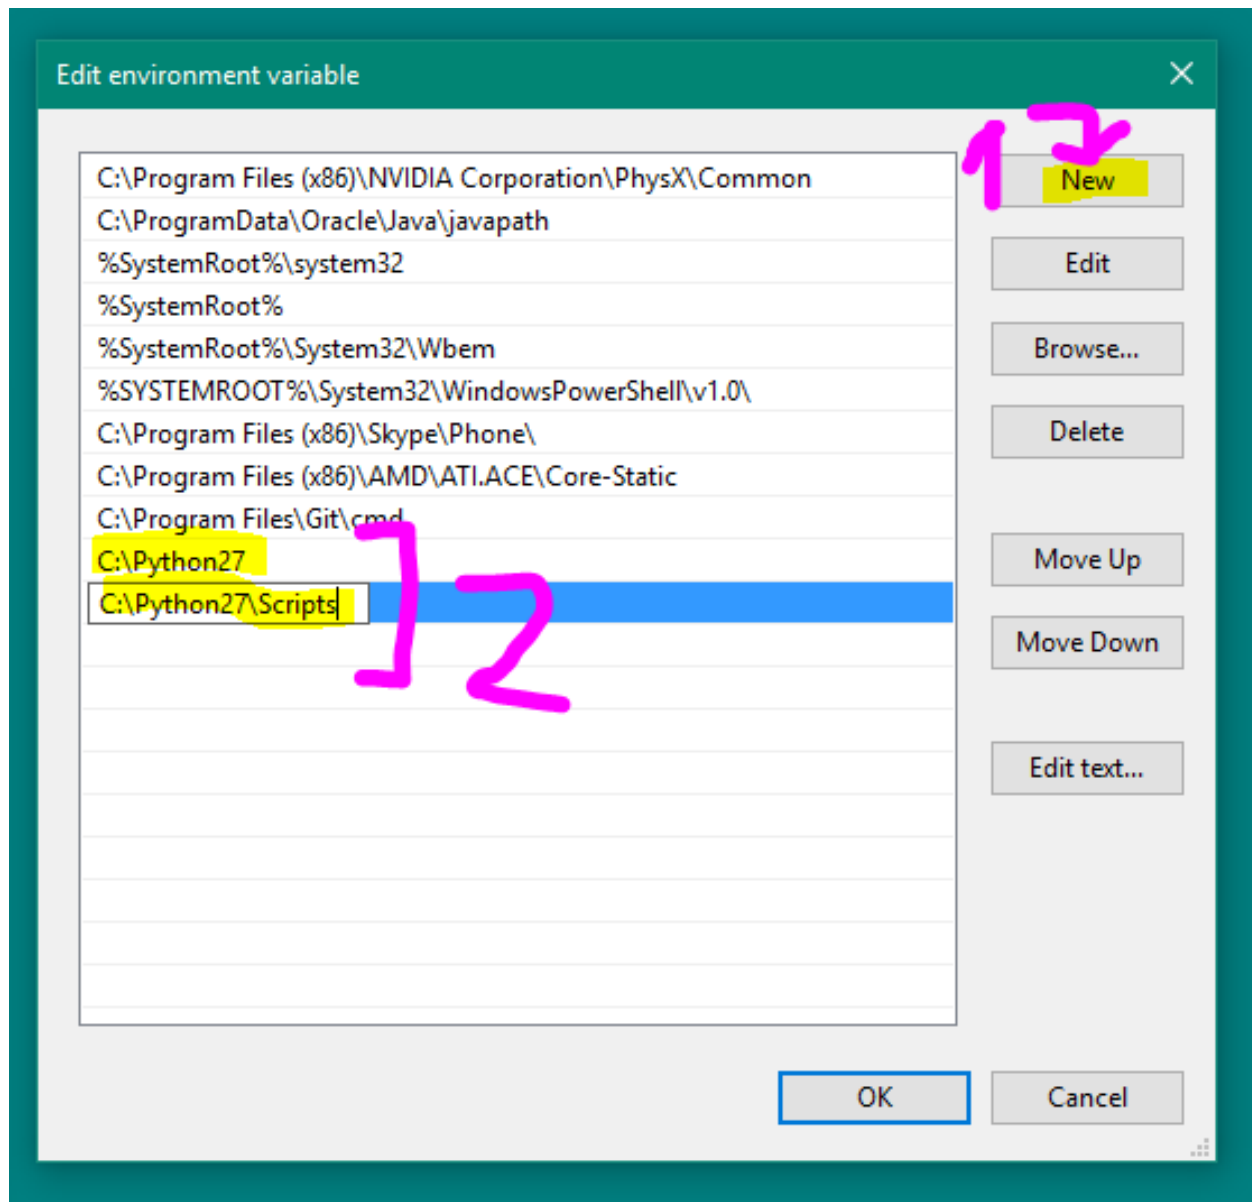 Edit environment variable
1
C:\Program Files (x86)\NVIDIA Corporation\PhysX\Common
New
C:\ProgramData\Oracle\Java\javapath
%SystemRoot%\system32
Edit
%SystemRoot%
%SystemRoot%\System32\Wbem
Browse...
%SYSTEMROOT%\System32\WindowsPowerShell\v1.0\
C:\Program Files (x86)\Skype\Phone\
Delete
C:\Program Files (x86)\AMD\ATI.ACE\Core-Static
C:\Program Files\Git\cmd
C:\Python27
Move Up
C:\Python27\Scripts
2
Move Down
Edit text...
OK
Cancel